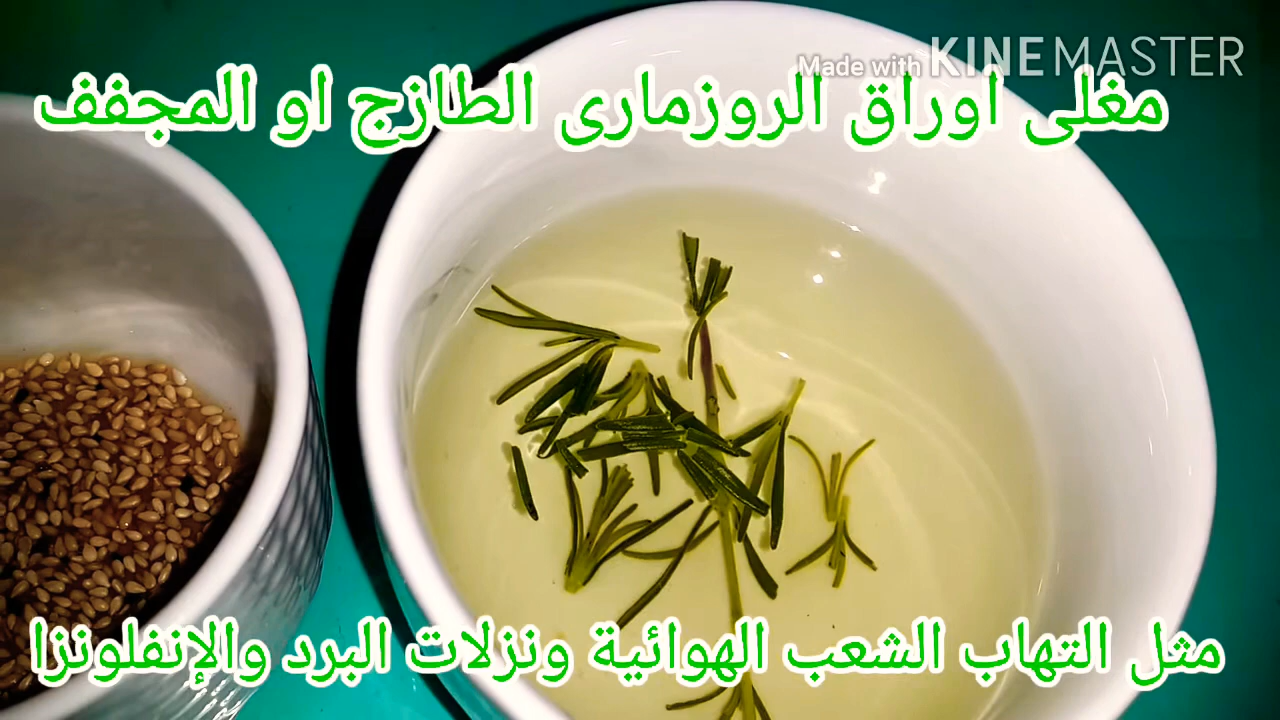 Made with KINEMASTER
مغلى اوراق الروزمارى الطازج او المجفف
مثل التهاب الشعب الهوائية ونزلات البرد والإنفلونزا